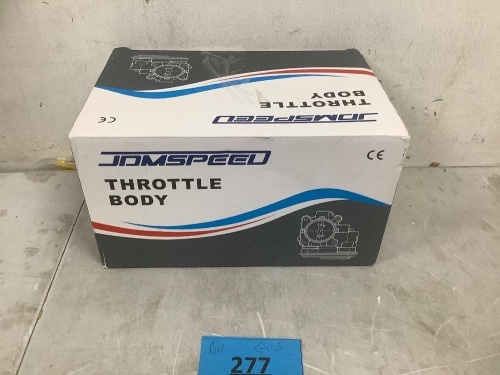 THROTTLE
BODY
JDMSPEED
CE
JDMSPEED
CE
THROTTLE
BODY
277